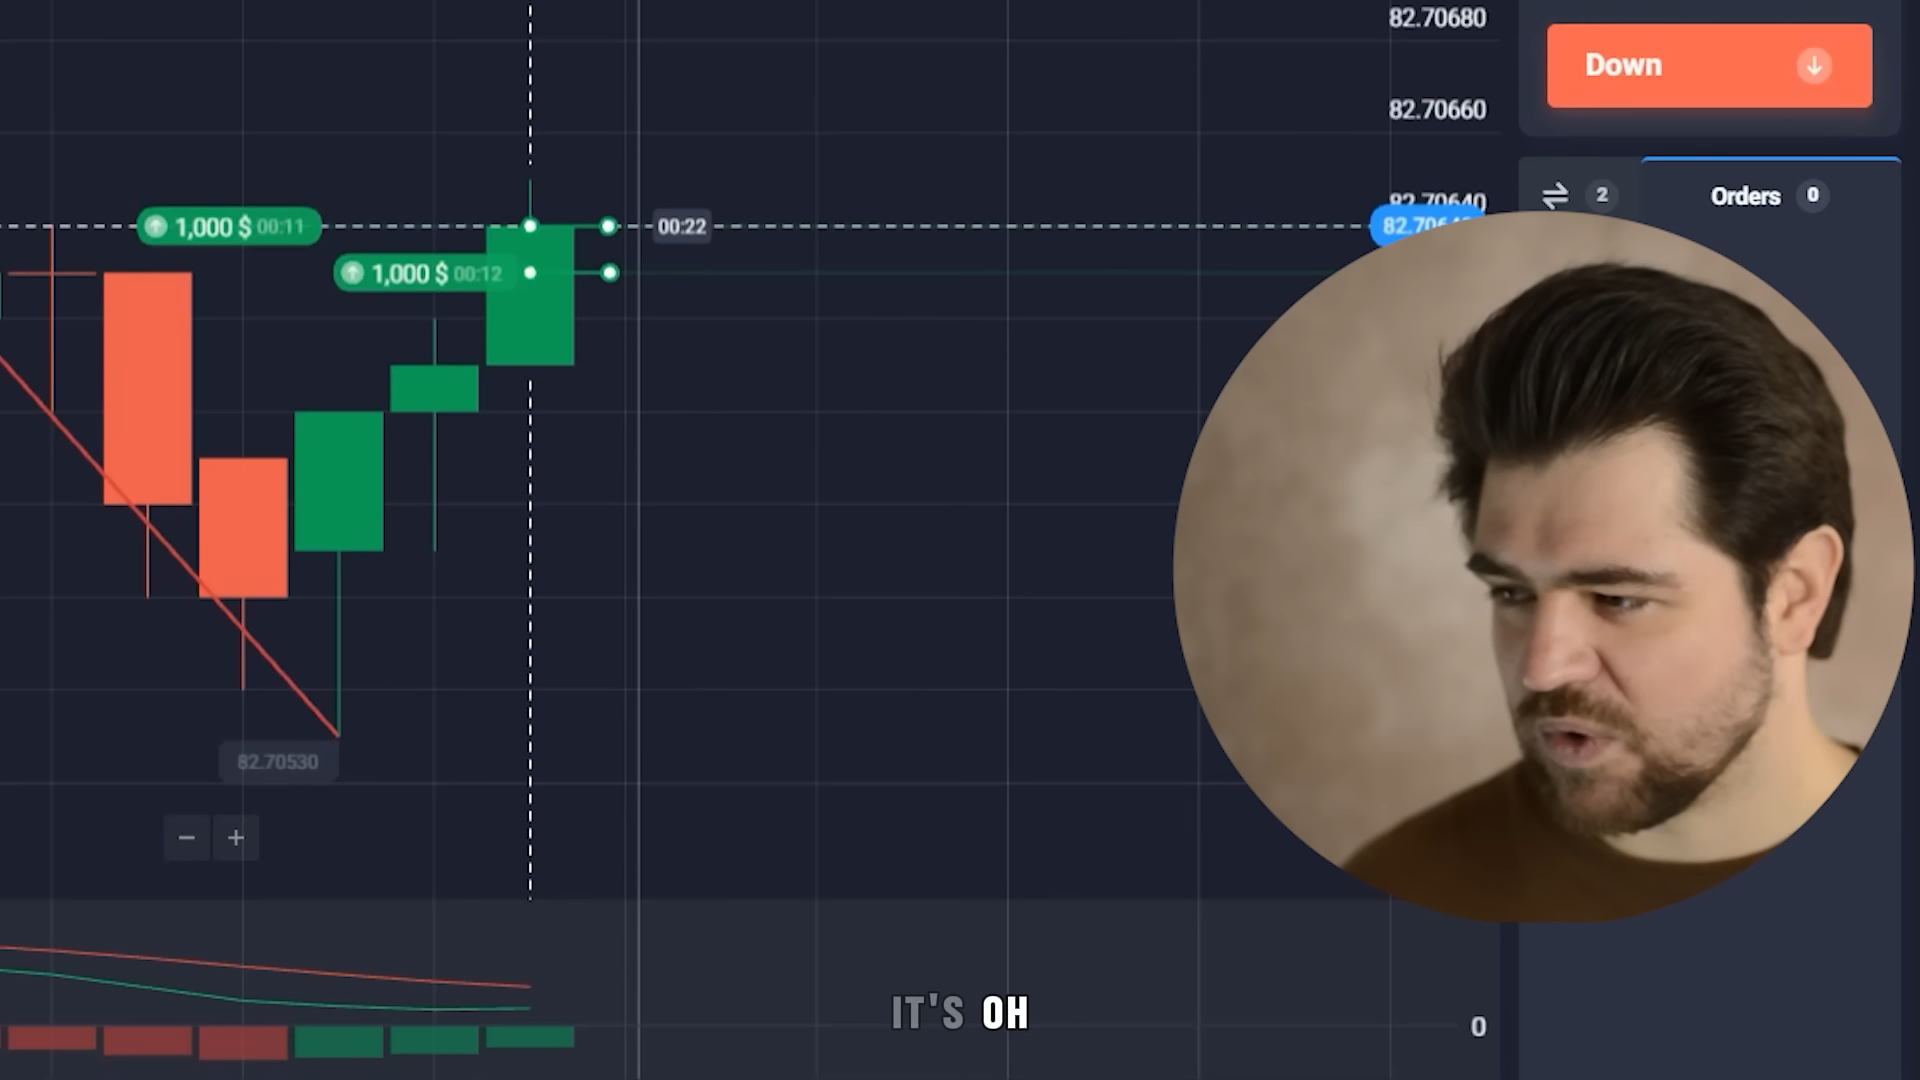 82.70680
Down
82.70660
2
Orders 0
82.70640
1,000 $ 00:11
00:22
1,000 $ 00:12
82.70530
− +
IT'S OH
0